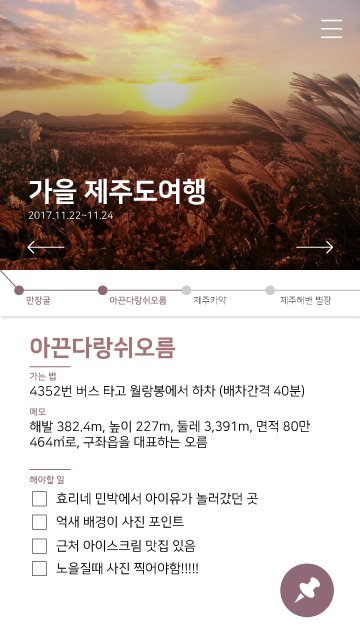 가을 제주도여행
2017.11.22~11.24
만장굴
아끈다랑쉬오름
제주카약
제주해변 삘장
아끈다랑쉬오름
가는 법
4352번 버스 타고 월랑봉에서 하차 (배차간격 40분)
메모
해발 382.4m, 높이 227m, 둘레 3,391m, 면적 80만
464㎡로, 구좌읍을 대표하는 오름
해야할 일
효리네 민박에서 아이유가 놀러갔던 곳
억새 배경이 사진 포인트
근처 아이스크림 맛집 있음
노을질때 사진 찍어야함!!!!!